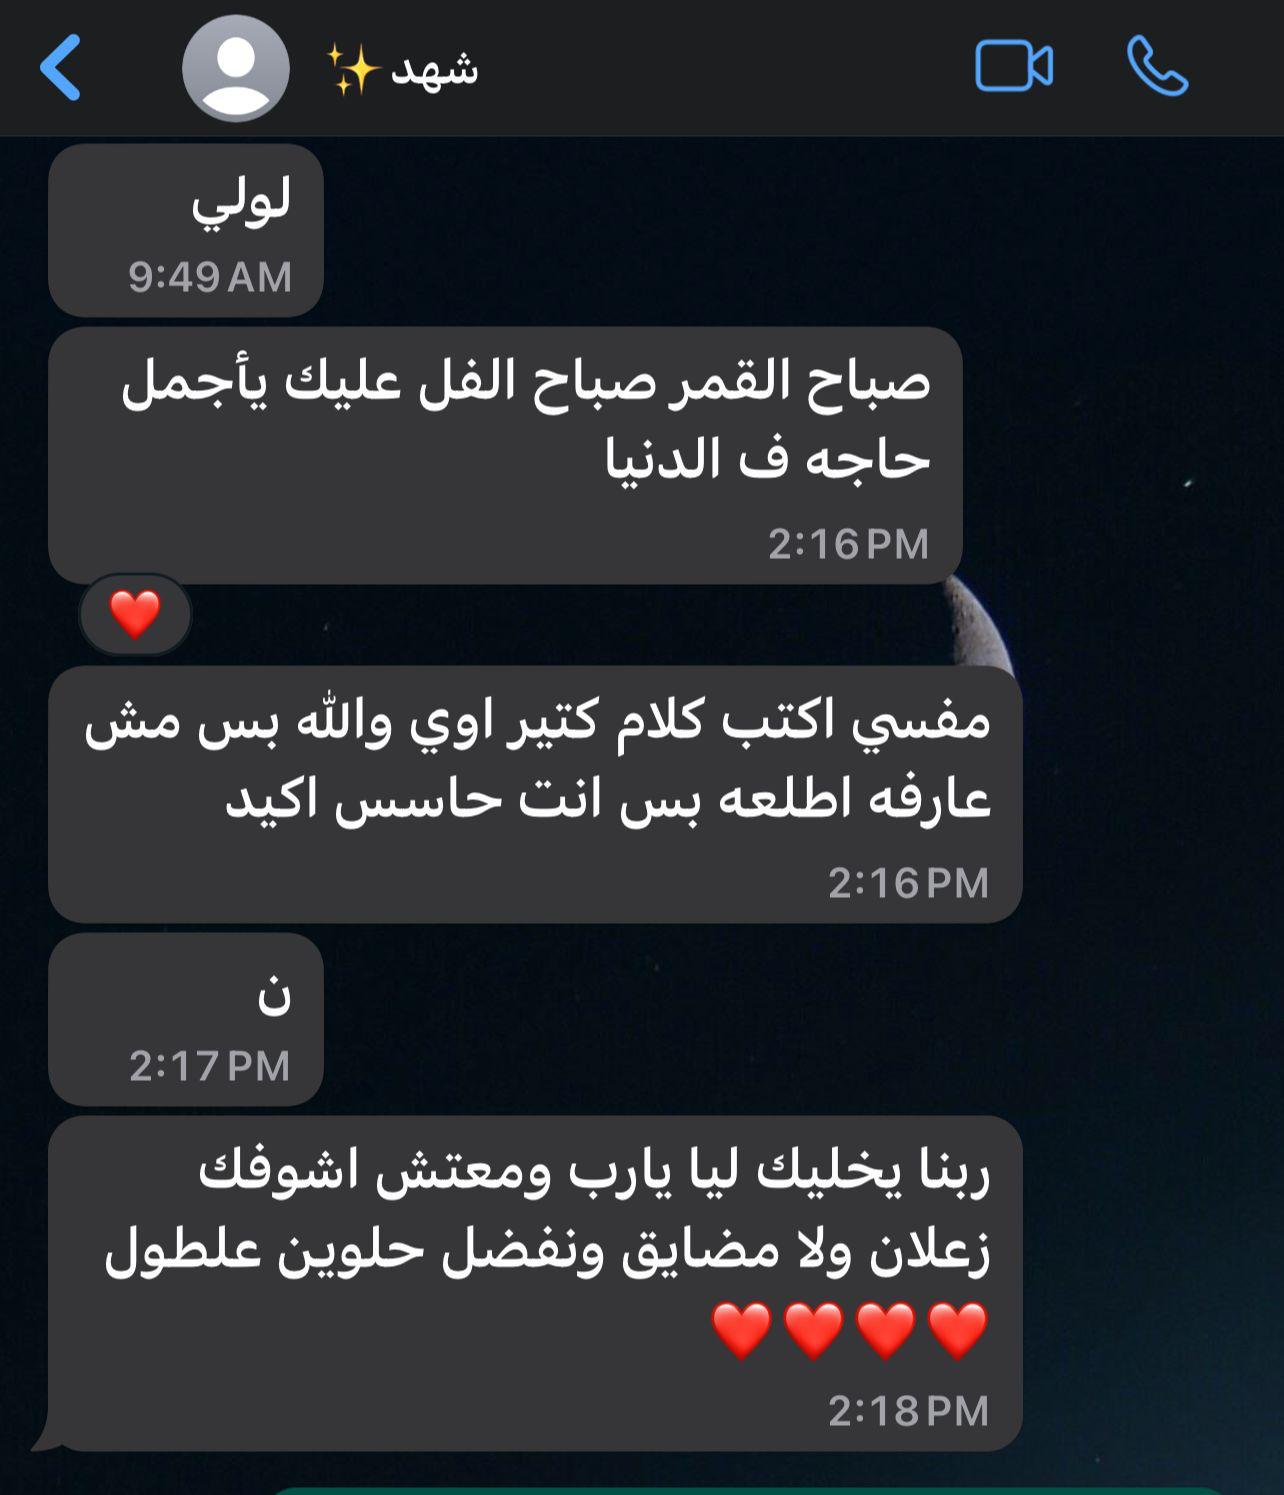 شهد ✨
لولي
9:49 AM
صباح القمر صباح الفل عليك يأجمل
حاجه ف الدنيا
2:16 PM
❤️
مفسي اكتب كلام كتير اوي والله بس مش
عارفه اطلعه بس انت حاسس اكيد
2:16 PM
ن
2:17 PM
ربنا يخليك ليا يارب ومعتش اشوفك
زعلان ولا مضايق ونفضل حلوين علطول
❤️❤️❤️❤️
2:18 PM